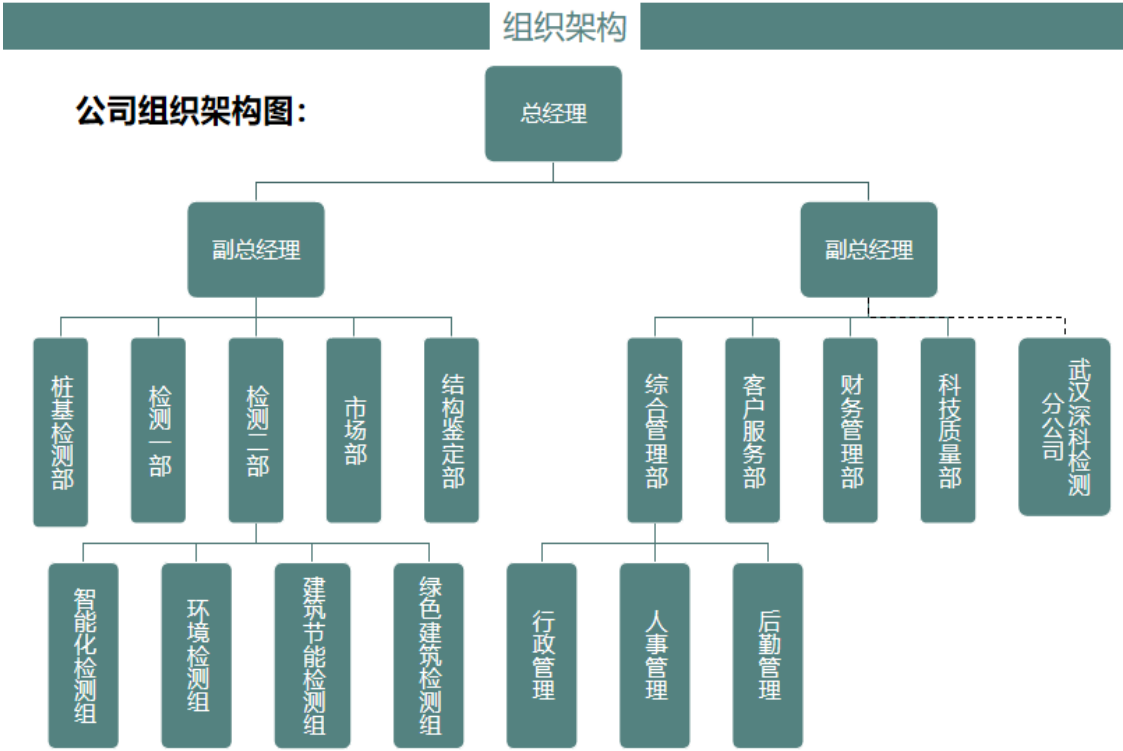 组织架构
公司组织架构图：
总经理
副总经理
副总经理
桩基检测部
检测一部
检测二部
市场部
结构鉴定部
综合管理部
客户服务部
财务管理部
科技质量部
武汉深科检测
分公司
智能化检测组
环境检测组
建筑节能检测组
绿色建筑检测组
行政管理
人事管理
后勤管理